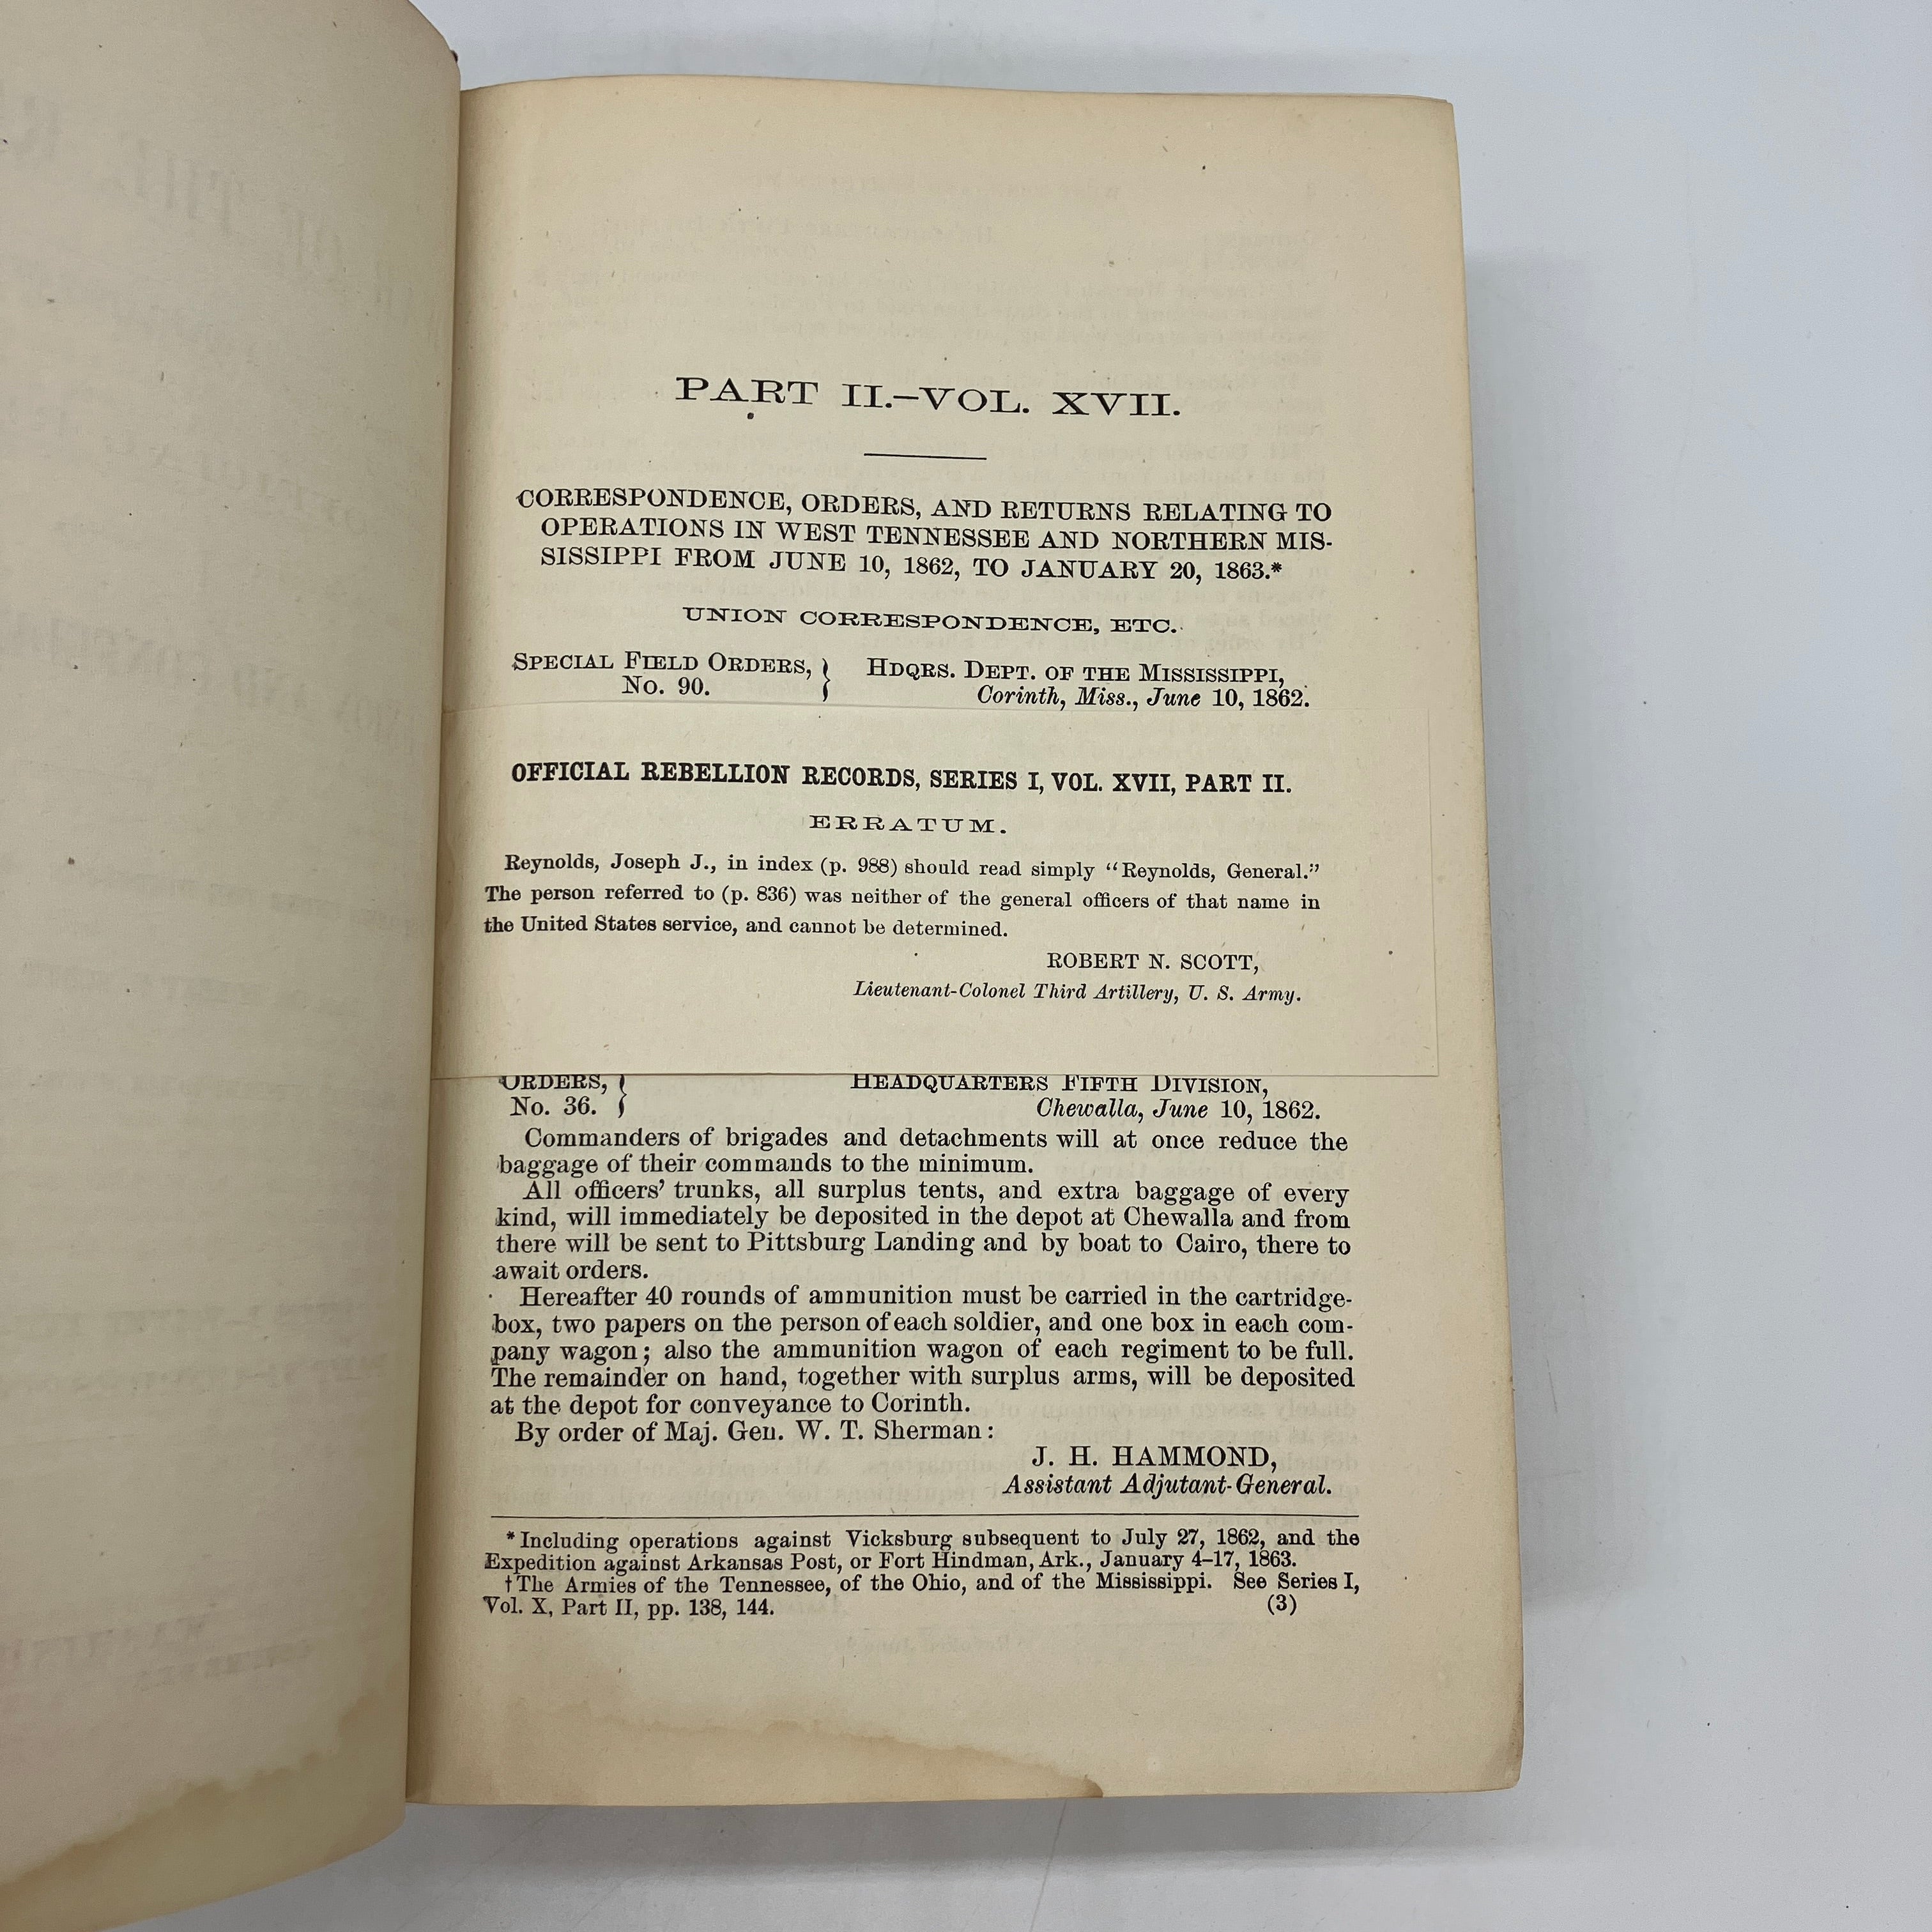 PART II.–VOL. XVII.
CORRESPONDENCE, ORDERS, AND RETURNS RELATING TO
OPERATIONS IN WEST TENNESSEE AND NORTHERN MIS-
SISSIPPI FROM JUNE 10, 1862, TO JANUARY 20, 1863.*
UNION CORRESPONDENCE, ETC.
SPECIAL FIELD ORDERS, } HDQRS. DEPT. OF THE MISSISSIPPI,
No. 90. Corinth, Miss., June 10, 1862.
OFFICIAL REBELLION RECORDS, SERIES I, VOL. XVII, PART II.
ERRATUM.
Reynolds, Joseph J., in index (p. 988) should read simply “Reynolds, General.”
The person referred to (p. 836) was neither of the general officers of that name in
the United States service, and cannot be determined.
ROBERT N. SCOTT,
Lieutenant-Colonel Third Artillery, U. S. Army.
ORDERS, } HEADQUARTERS FIFTH DIVISION,
No. 36. Chewalla, June 10, 1862.
Commanders of brigades and detachments will at once reduce the
baggage of their commands to the minimum.
All officers’ trunks, all surplus tents, and extra baggage of every
kind, will immediately be deposited in the depot at Chewalla and from
there will be sent to Pittsburg Landing and by boat to Cairo, there to
await orders.
Hereafter 40 rounds of ammunition must be carried in the cartridge-
box, two papers on the person of each soldier, and one box in each com-
pany wagon; also the ammunition wagon of each regiment to be full.
The remainder on hand, together with surplus arms, will be deposited
at the depot for conveyance to Corinth.
By order of Maj. Gen. W. T. Sherman:
J. H. HAMMOND,
Assistant Adjutant-General.
* Including operations against Vicksburg subsequent to July 27, 1862, and the
Expedition against Arkansas Post, or Fort Hindman, Ark., January 4–17, 1863.
† The Armies of the Tennessee, of the Ohio, and of the Mississippi. See Series I,
Vol. X, Part II, pp. 138, 144. (3)